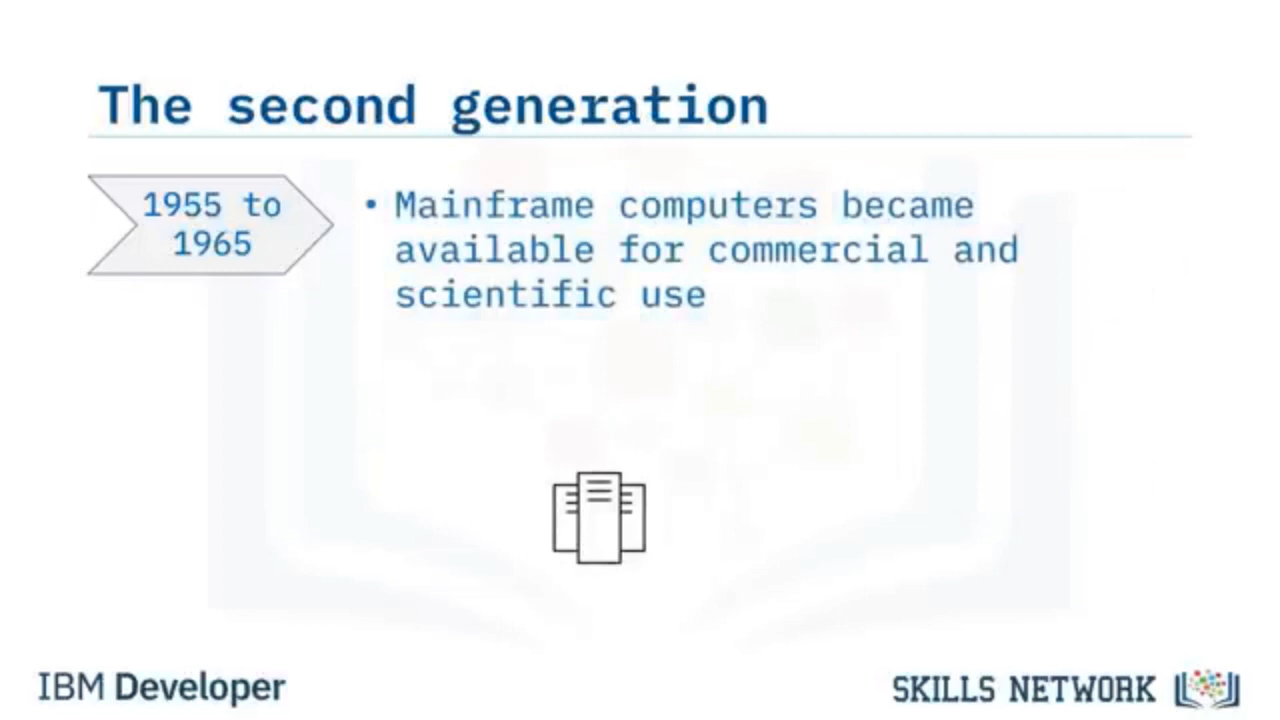 The second generation
1955 to
1965
• Mainframe computers became
available for commercial and
scientific use
IBM Developer
SKILLS NETWORK